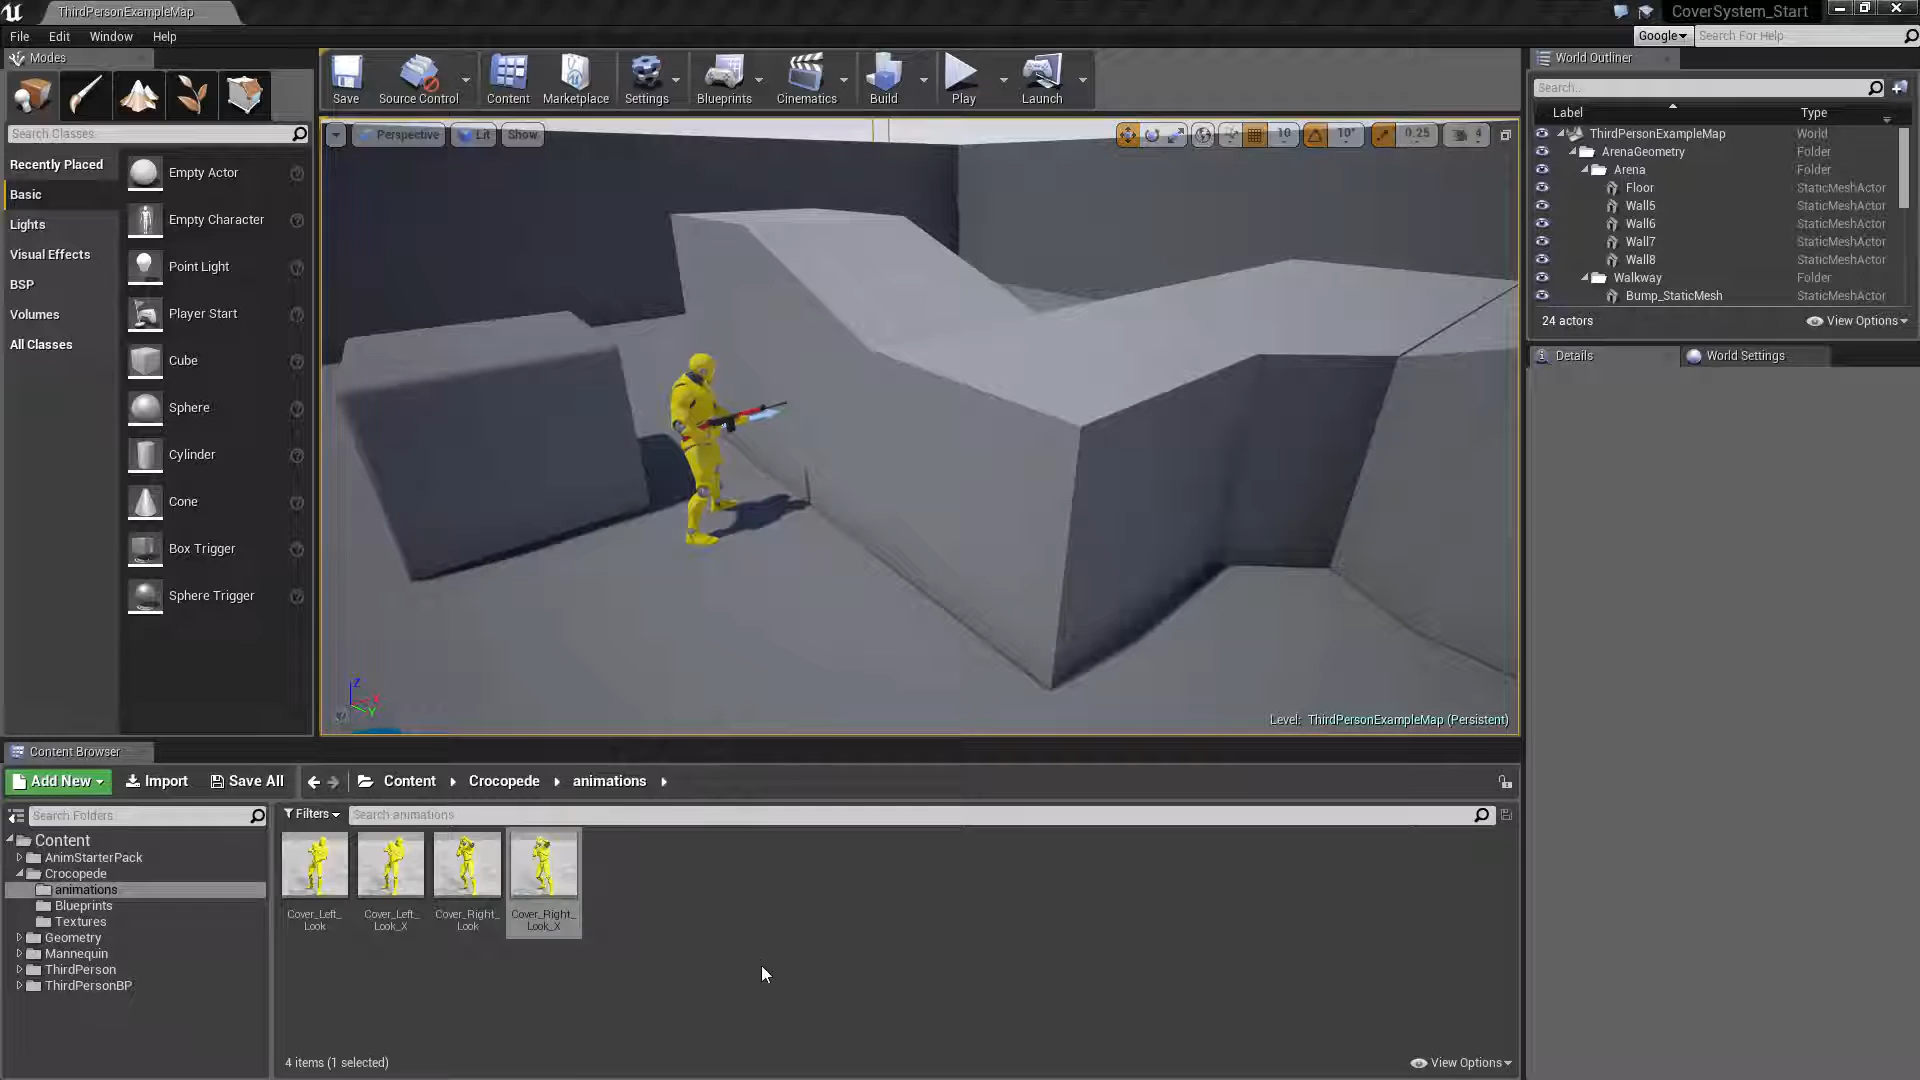 ThirdPersonExampleMap
CoverSystem_Start
File Edit Window Help
Google
Search For Help
Modes
Search Classes
Recently Placed
Basic
Lights
Visual Effects
BSP
Volumes
All Classes
Empty Actor
Empty Character
Point Light
Player Start
Cube
Sphere
Cylinder
Cone
Box Trigger
Sphere Trigger
Save
Source Control
Content
Marketplace
Settings
Blueprints
Cinematics
Build
Play
Launch
Perspective
Lit
Show
10
10°
0.25
4
Z
X
Y
Level: ThirdPersonExampleMap (Persistent)
World Outliner
Search..
Label Type
ThirdPersonExampleMap World
ArenaGeometry Folder
Arena Folder
Floor StaticMeshActor
Wall5 StaticMeshActor
Wall6 StaticMeshActor
Wall7 StaticMeshActor
Wall8 StaticMeshActor
Walkway Folder
Bump_StaticMesh StaticMeshActor
24 actors
View Options
Details
World Settings
Content Browser
Add New
Import
Save All
Content
Crocopede
animations
Search Folders
Filters
Search animations
Content
AnimStarterPack
Crocopede
animations
Blueprints
Textures
Geometry
Mannequin
ThirdPerson
ThirdPersonBP
Cover_Left_
Look
Cover_Left_
Look_X
Cover_Right_
Look
Cover_Right_
Look_X
4 items (1 selected)
View Options